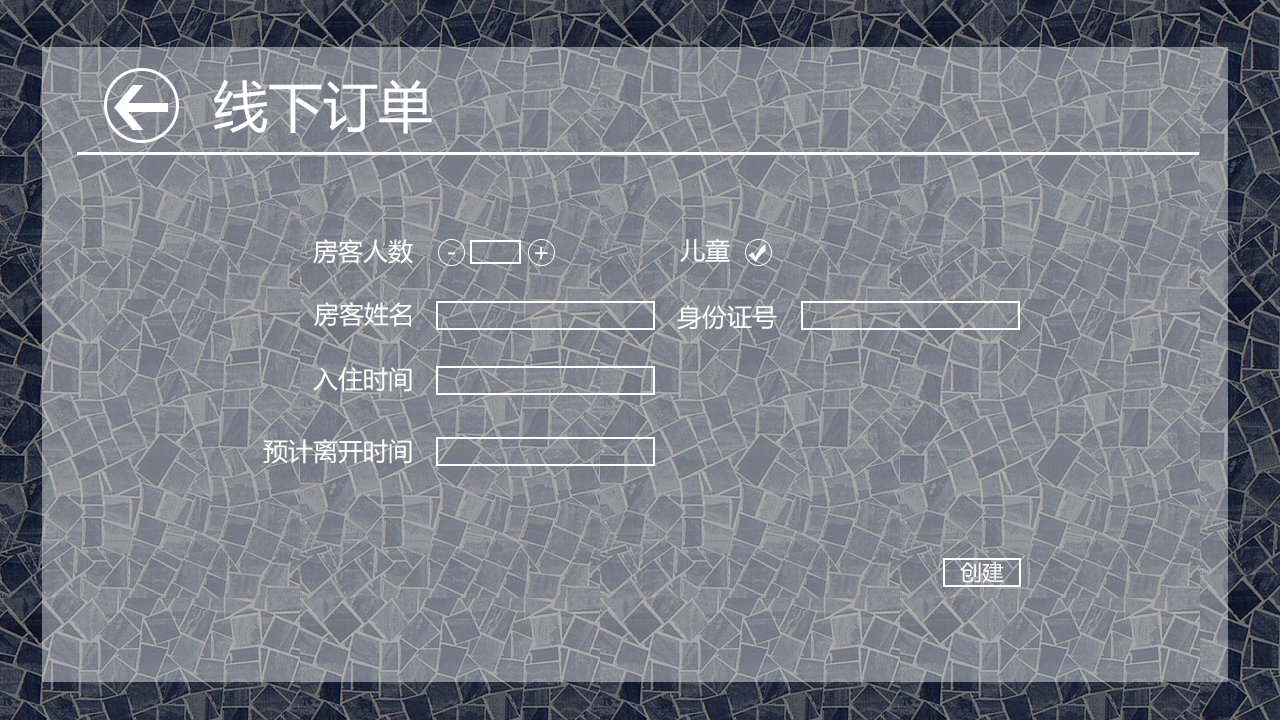 线下订单
房客人数 - + 儿童
房客姓名 身份证号
入住时间
预计离开时间
创建